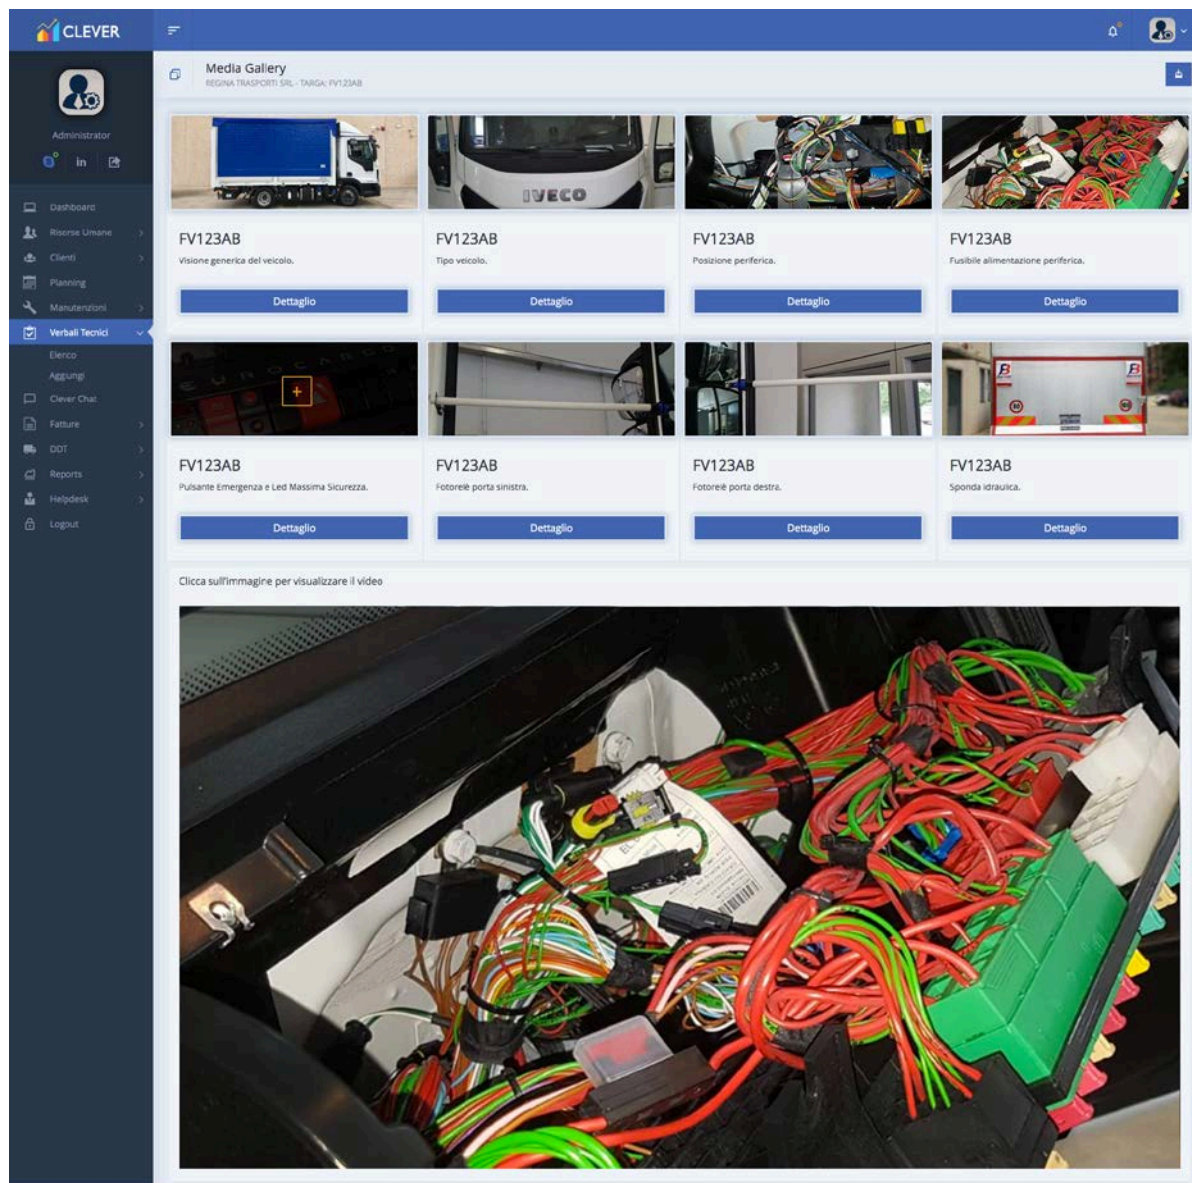 CLEVER
Media Gallery
REGINA TRASPORTI SRL - TARGA: FV123AB
Administrator
in
Dashboard
Risorse Umane
Clienti
Planning
Manutenzioni
Verbali Tecnici
Elenco
Aggiungi
Clever Chat
Fatture
DDT
Reports
Helpdesk
Logout
IVECO
FV123AB
Visione generica del veicolo.
Dettaglio
FV123AB
Tipo veicolo.
Dettaglio
FV123AB
Posizione periferica.
Dettaglio
FV123AB
Fusibile alimentazione periferica.
Dettaglio
EUROCARGO
80
80
FV123AB
Pulsante Emergenza e Led Massima Sicurezza.
Dettaglio
FV123AB
Fotorelè porta sinistra.
Dettaglio
FV123AB
Fotorelè porta destra.
Dettaglio
FV123AB
Sponda idraulica.
Dettaglio
Clicca sull'immagine per visualizzare il video